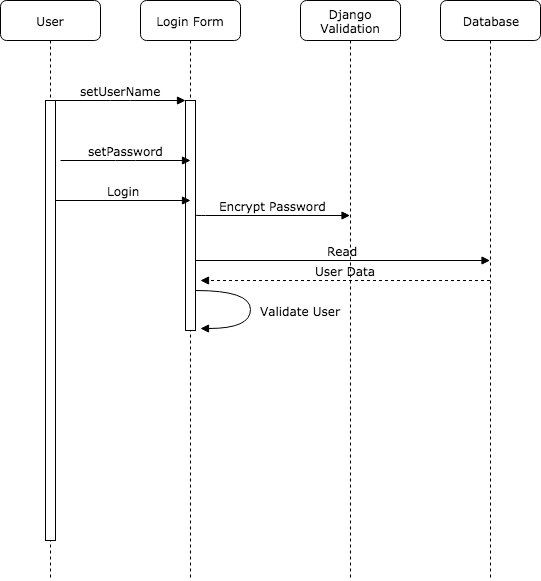 User
Login Form
Django
Validation
Database
setUserName
setPassword
Login
Encrypt Password
Read
User Data
Validate User